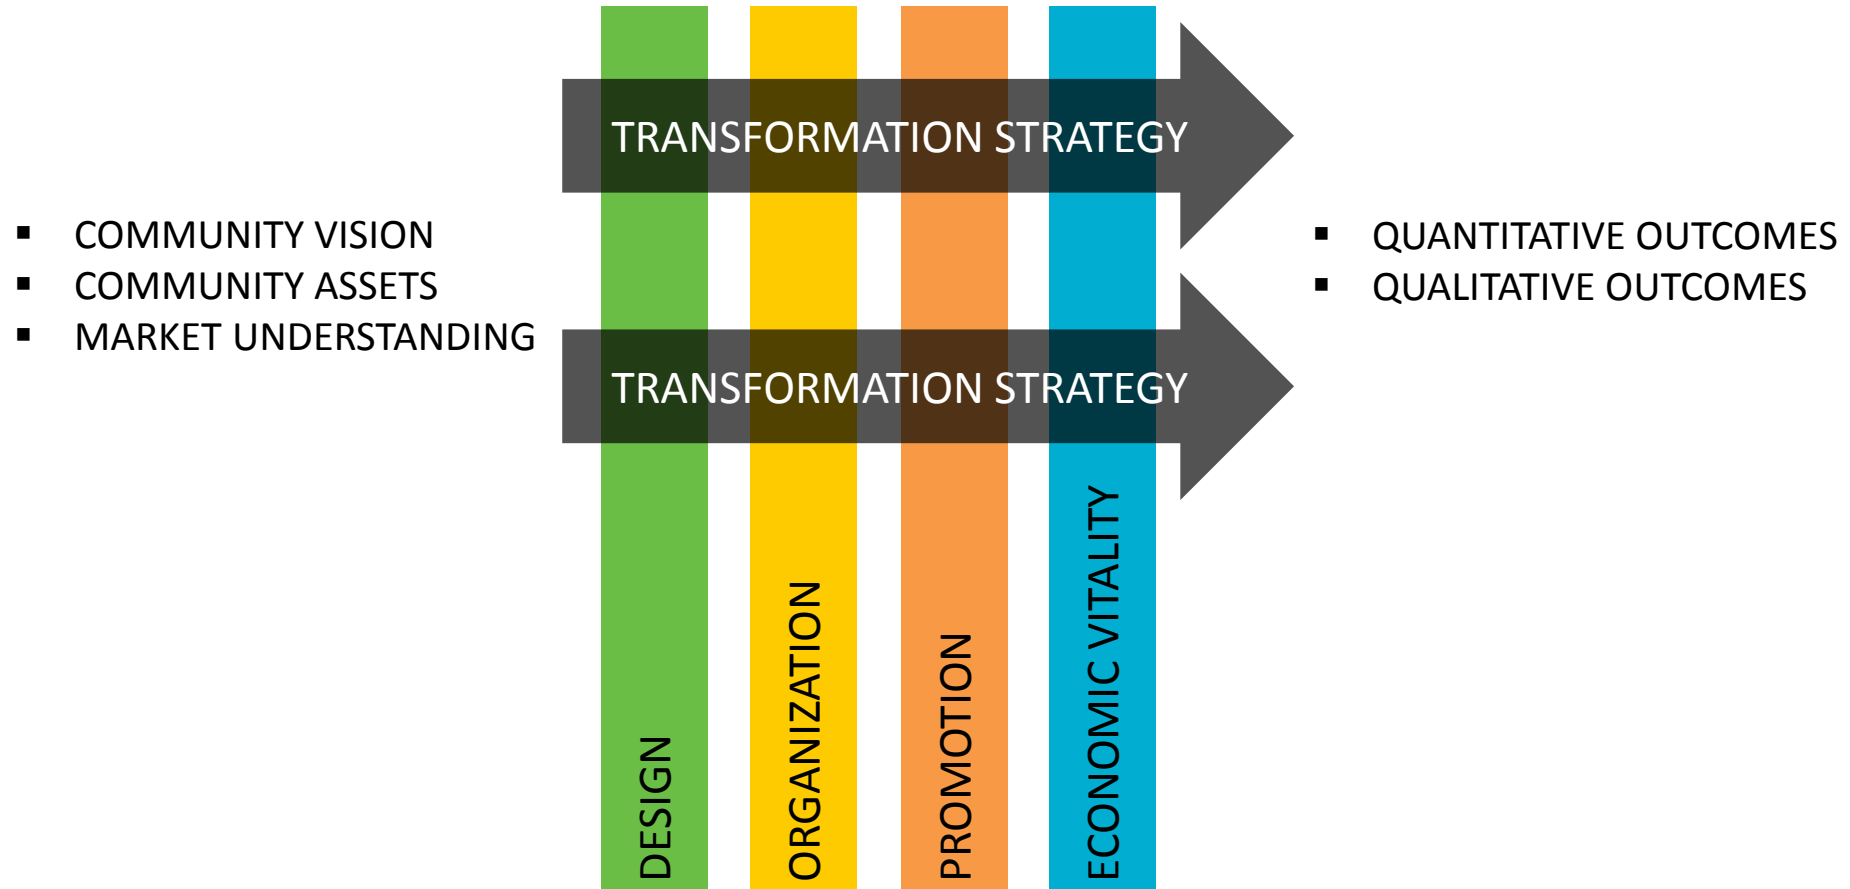 TRANSFORMATION STRATEGY
▪ COMMUNITY VISION
▪ COMMUNITY ASSETS
▪ MARKET UNDERSTANDING
▪ QUANTITATIVE OUTCOMES
▪ QUALITATIVE OUTCOMES
TRANSFORMATION STRATEGY
DESIGN
ORGANIZATION
PROMOTION
ECONOMIC VITALITY